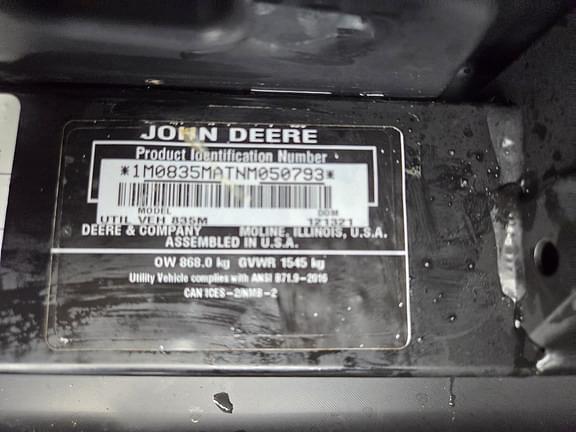 JOHN DEERE
Product Identification Number
*1M0835MATNM050793*
MODEL DOM
UTIL VEH 835M 121321
DEERE & COMPANY MOLINE, ILLINOIS, U.S.A.
ASSEMBLED IN U.S.A.
OW 868.0 kg GVWR 1545 kg
Utility Vehicle complies with ANSI B71.9-2016
CAN ICES-2/NMB-2